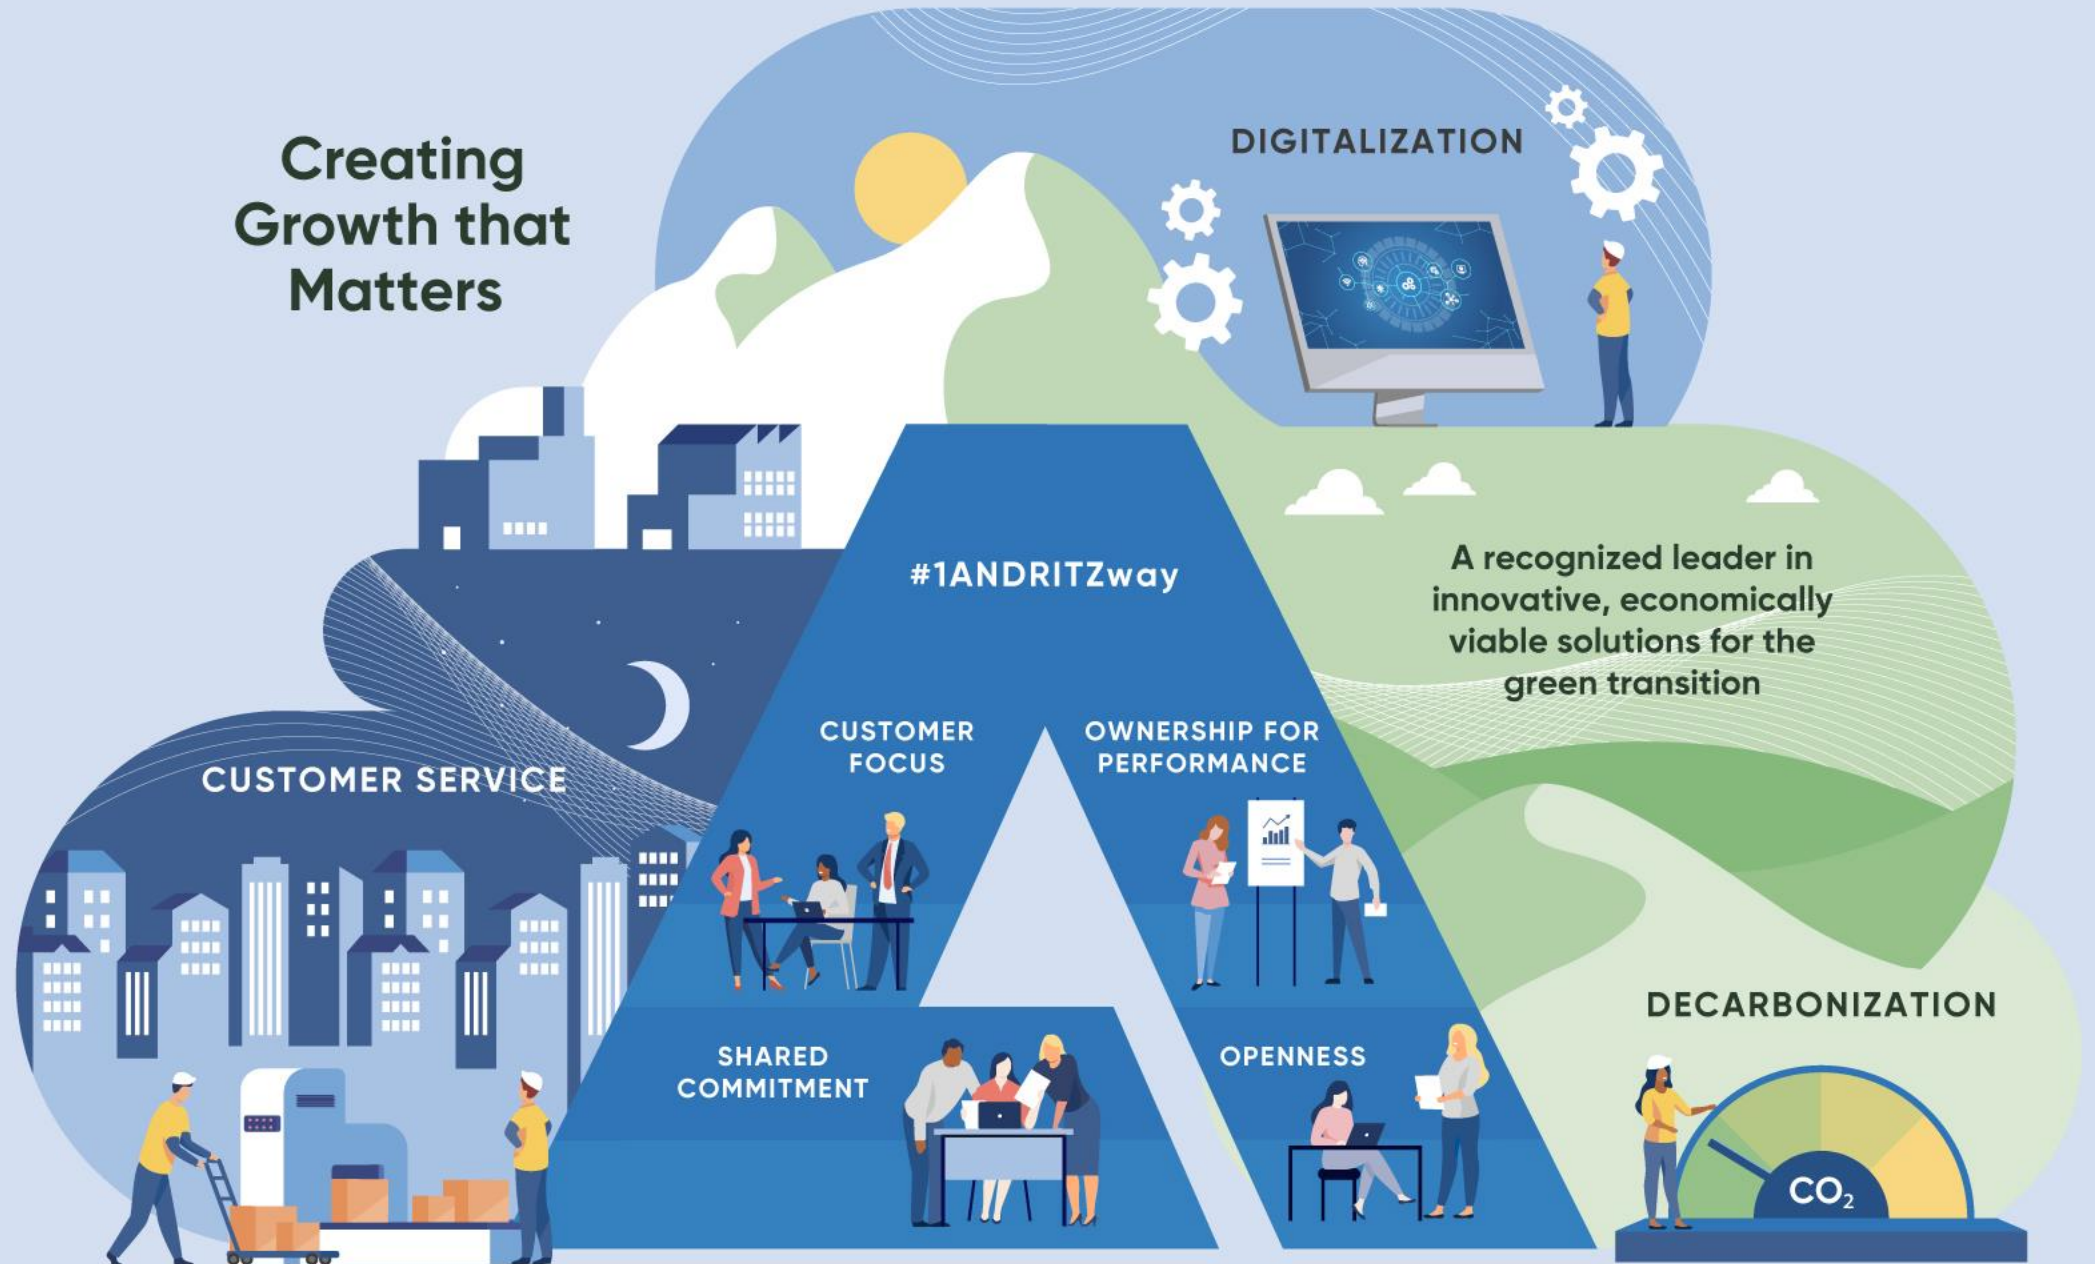 Creating
Growth that
Matters
DIGITALIZATION
#1ANDRITZway
A recognized leader in
innovative, economically
viable solutions for the
green transition
CUSTOMER SERVICE
CUSTOMER
FOCUS
OWNERSHIP FOR
PERFORMANCE
SHARED
COMMITMENT
OPENNESS
DECARBONIZATION
CO₂